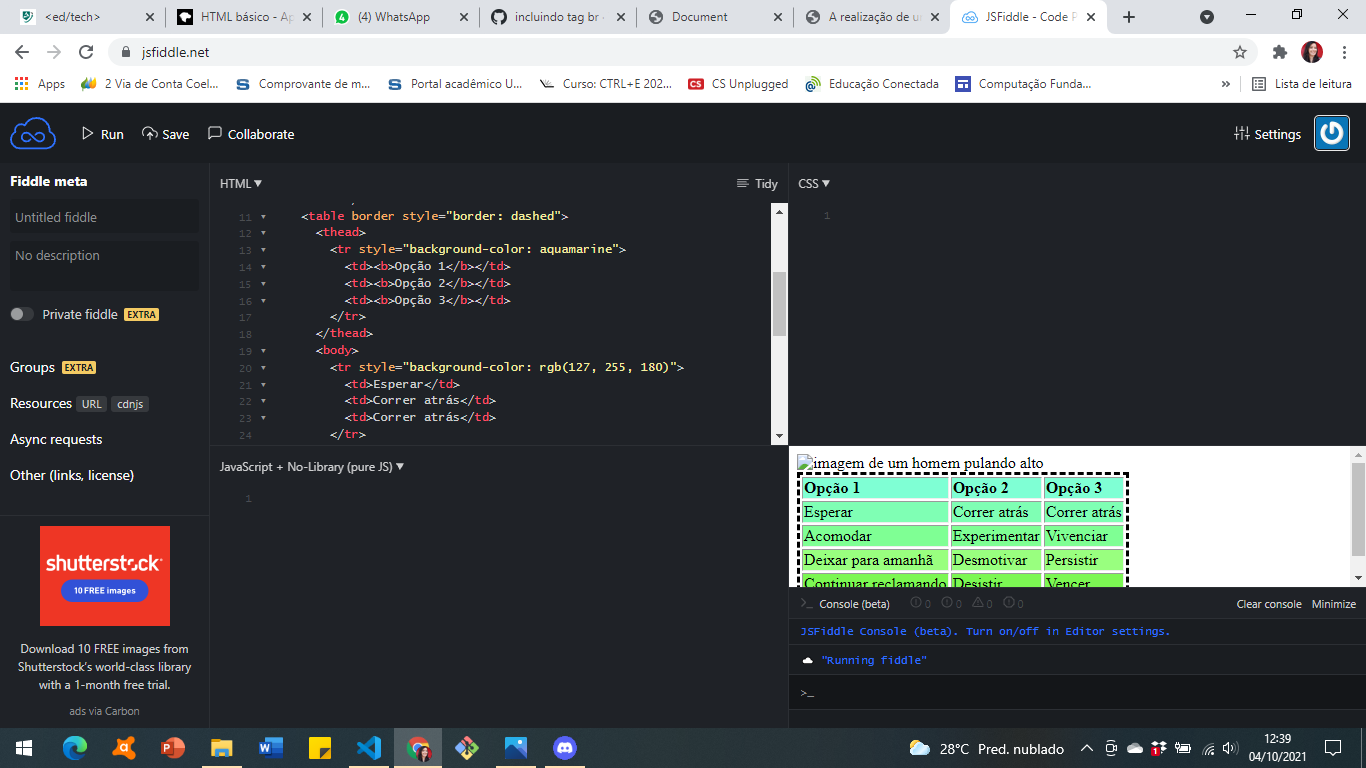 <ed/tech>
HTML básico - Ap
(4) WhatsApp
incluindo tag br
Document
A realização de u
JSFiddle - Code P
jsfiddle.net
Apps
2 Via de Conta Coel...
Comprovante de m...
Portal acadêmico U...
Curso: CTRL+E 202...
CS Unplugged
Educação Conectada
Computação Funda...
»
Lista de leitura
Run
Save
Collaborate
Settings
Fiddle meta
Untitled fiddle
No description
Private fiddle EXTRA
Groups EXTRA
Resources URL cdnjs
Async requests
Other (links, license)
shutterstock
10 FREE images
Download 10 FREE images from
Shutterstock's world-class library
with a 1-month free trial.
ads via Carbon
HTML
Tidy
11 <table border style="border: dashed">
12 <thead>
13 <tr style="background-color: aquamarine">
14 <td><b>Opção 1</b></td>
15 <td><b>Opção 2</b></td>
16 <td><b>Opção 3</b></td>
17 </tr>
18 </thead>
19 <body>
20 <tr style="background-color: rgb(127, 255, 180)">
21 <td>Esperar</td>
22 <td>Correr atrás</td>
23 <td>Correr atrás</td>
24 </tr>
CSS
1
JavaScript + No-Library (pure JS)
1
imagem de um homem pulando alto
Opção 1 Opção 2 Opção 3
Esperar Correr atrás Correr atrás
Acomodar Experimentar Vivenciar
Deixar para amanhã Desmotivar Persistir
Continuar reclamando Desistir Vencer
>_ Console (beta) 0 0 0 0
Clear console Minimize
JSFiddle Console (beta). Turn on/off in Editor settings.
"Running fiddle"
>_
28°C Pred. nublado
12:39
04/10/2021